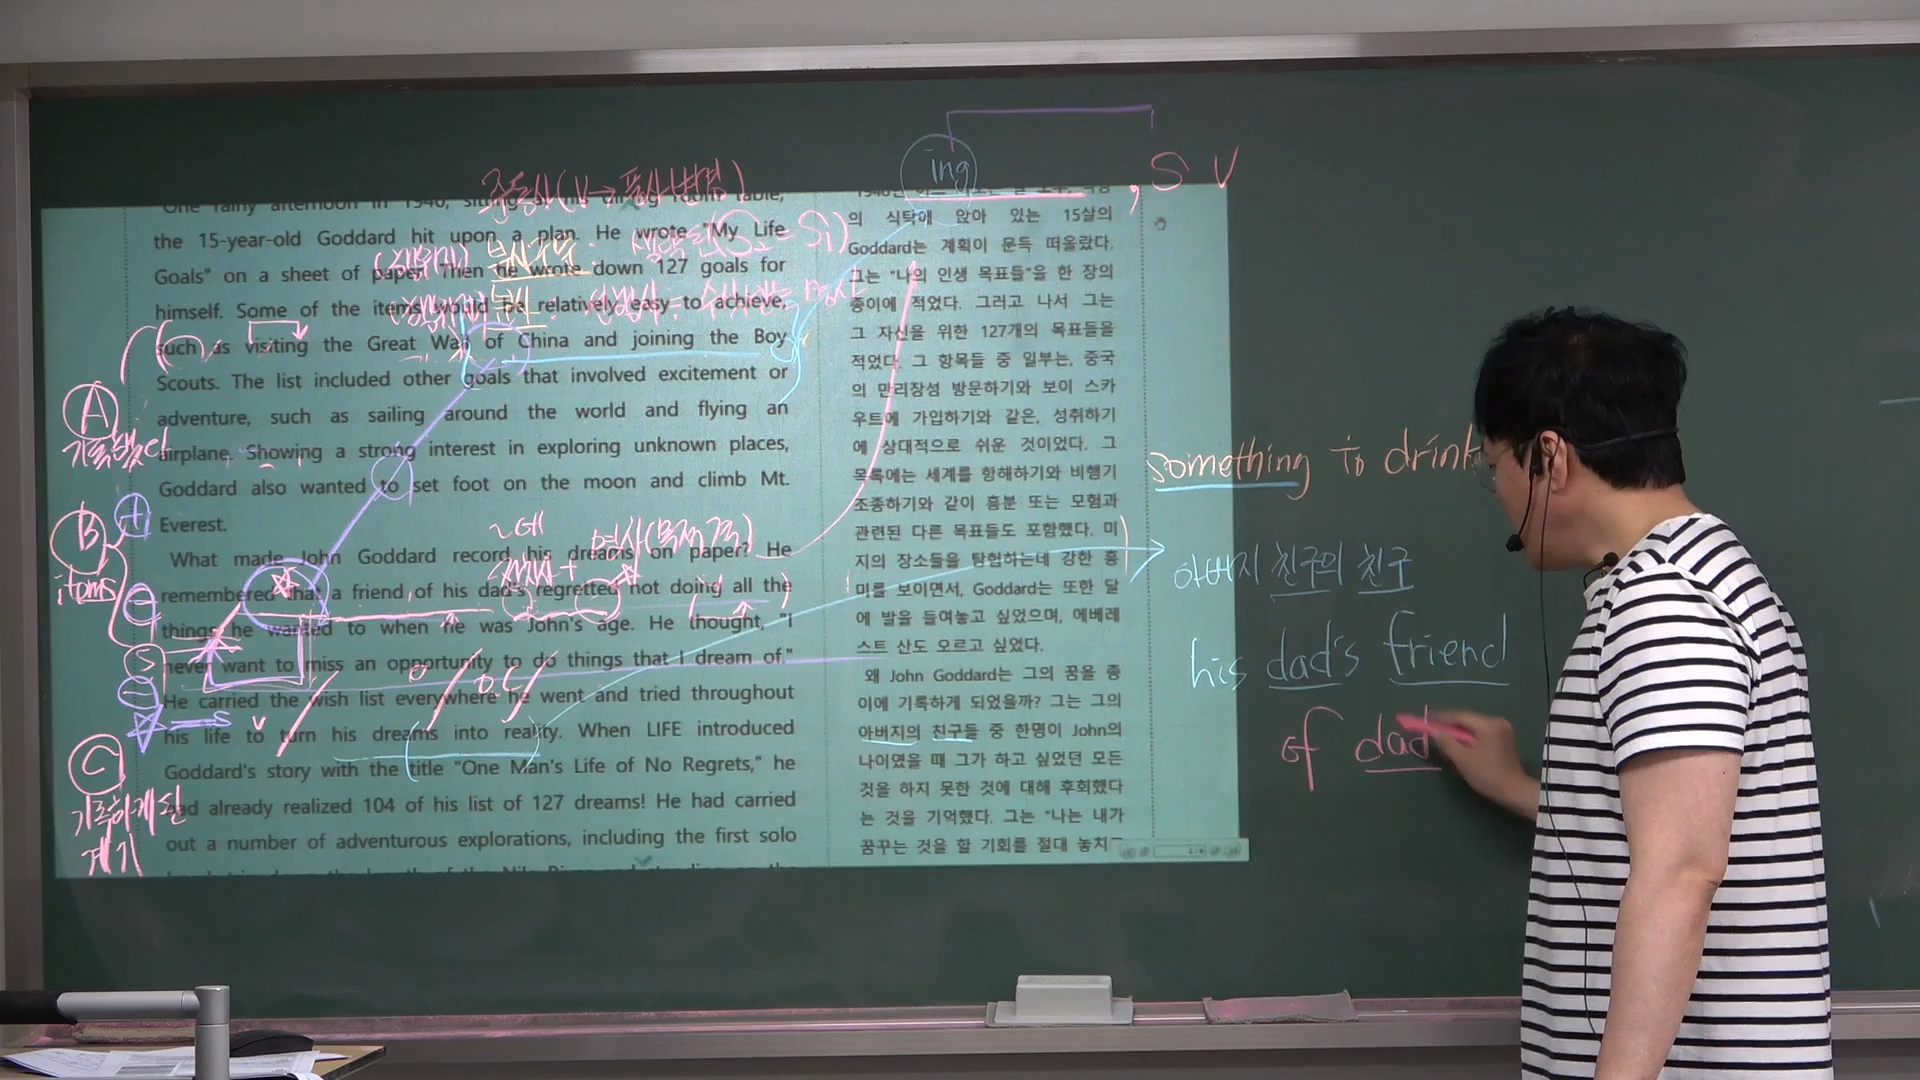 One rainy afternoon in 1940, sitting at his dining room table,
the 15-year-old Goddard hit upon a plan. He wrote "My Life
Goals" on a sheet of paper. Then he wrote down 127 goals for
himself. Some of the items would be relatively easy to achieve,
such as visiting the Great Wall of China and joining the Boy
Scouts. The list included other goals that involved excitement or
adventure, such as sailing around the world and flying an
airplane. Showing a strong interest in exploring unknown places,
Goddard also wanted to set foot on the moon and climb Mt.
Everest.
What made John Goddard record his dreams on paper? He
remembered that a friend of his dad's regretted not doing all the
things he wanted to when he was John's age. He thought, "I
never want to miss an opportunity to do things that I dream of."
He carried the wish list everywhere he went and tried throughout
his life to turn his dreams into reality. When LIFE introduced
Goddard's story with the title "One Man's Life of No Regrets," he
had already realized 104 of his list of 127 dreams! He had carried
out a number of adventurous explorations, including the first solo
의 식탁에 앉아 있는 15살의
Goddard는 계획이 문득 떠올랐다.
그는 "나의 인생 목표들"을 한 장의
종이에 적었다. 그러고 나서 그는
그 자신을 위한 127개의 목표들을
적었다. 그 항목들 중 일부는, 중국
의 만리장성 방문하기와 보이 스카
우트에 가입하기와 같은, 성취하기
에 상대적으로 쉬운 것이었다. 그
목록에는 세계를 항해하기와 비행기
조종하기와 같이 흥분 또는 모험과
관련된 다른 목표들도 포함했다. 미
지의 장소들을 탐험하는데 강한 흥
미를 보이면서, Goddard는 또한 달
에 발을 들여놓고 싶었으며, 에베레
스트 산도 오르고 싶었다.
왜 John Goddard는 그의 꿈을 종
이에 기록하게 되었을까? 그는 그의
아버지의 친구들 중 한명이 John의
나이였을 때 그가 하고 싶었던 모든
것을 하지 못한 것에 대해 후회했다
는 것을 기억했다. 그는 "나는 내가
꿈꾸는 것을 할 기회를 절대 놓치
ing , S V
A
B
items
C
기록하게 된
계기
~에
명사(목적격)
전치사 +
something to drink
아버지 친구의 친구
his dad's friend
of dad